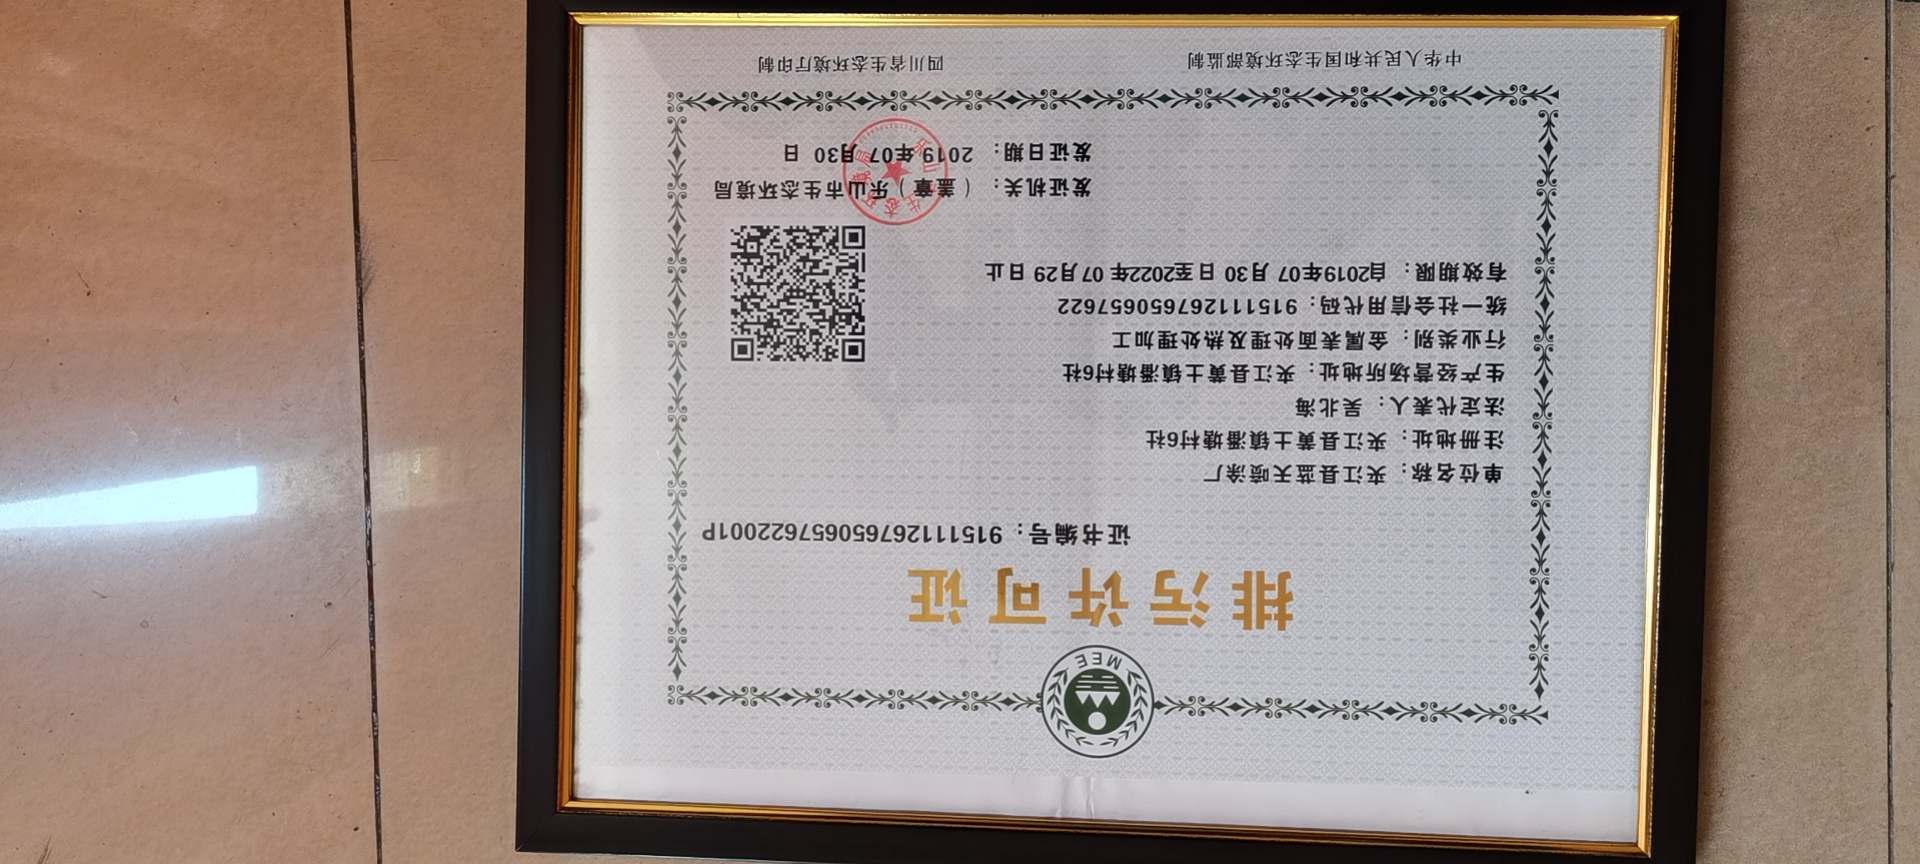 MEE
排污许可证
证书编号：915111267650657622001P
单位名称：夹江县蓝天喷涂厂
注册地址：夹江县黄土镇潘塘村6社
法定代表人：吴北海
生产经营场所地址：夹江县黄土镇潘塘村6社
行业类别：金属表面处理及热处理加工
统一社会信用代码：915111267650657622
有效期限：自2019年07月30日至2022年07月29日止
发证机关：（盖章）乐山市生态环境局
发证日期：2019年07月30日
中华人民共和国生态环境部监制
四川省生态环境厅印制